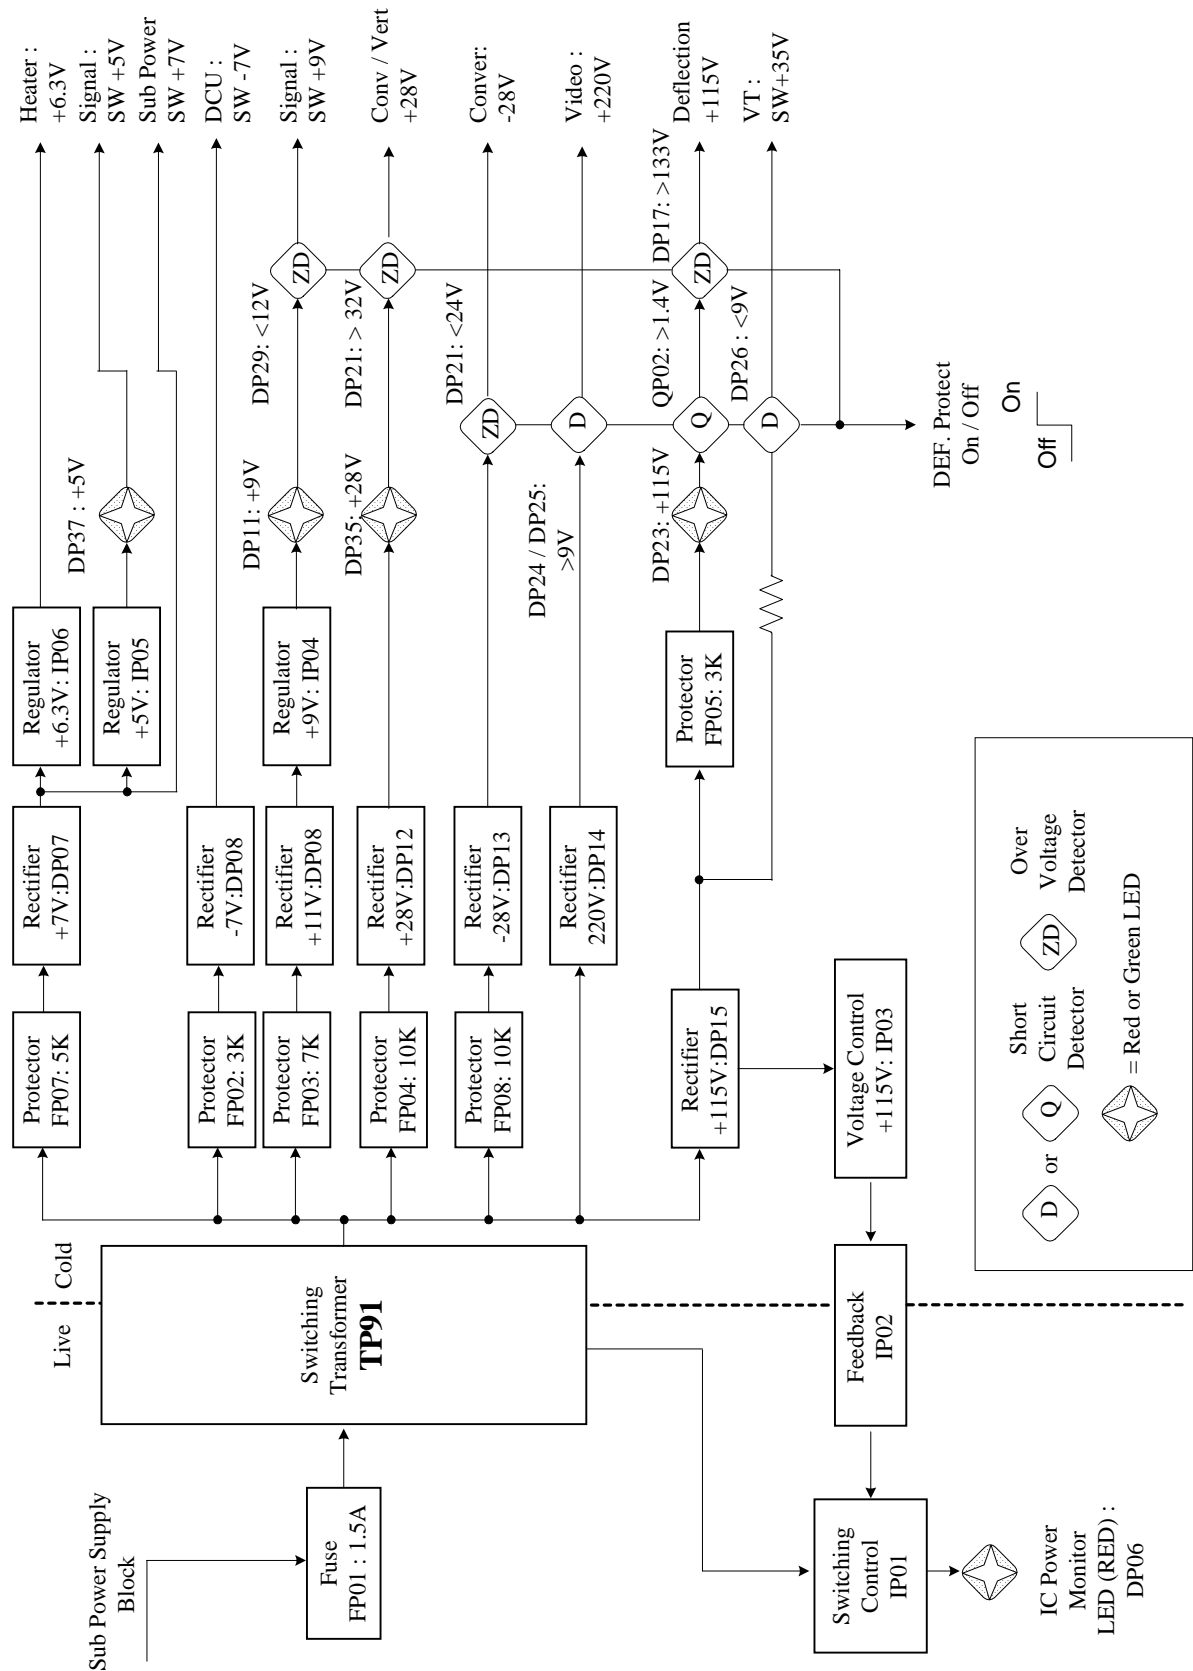 Sub Power Supply
Block
Fuse
FP01 : 1.5A
Live
Cold
Switching
Transformer
TP91
Switching
Control
IP01
IC Power
Monitor
LED (RED) :
DP06
Feedback
IP02
Voltage Control
+115V: IP03
Protector
FP07: 5K
Rectifier
+7V:DP07
Regulator
+6.3V: IP06
Heater :
+6.3V
Regulator
+5V: IP05
DP37 : +5V
Signal :
SW +5V
Sub Power
SW +7V
Protector
FP02: 3K
Rectifier
-7V:DP08
DCU :
SW -7V
Protector
FP03: 7K
Rectifier
+11V:DP08
Regulator
+9V: IP04
DP11: +9V
DP29: <12V
ZD
Signal :
SW +9V
Protector
FP04: 10K
Rectifier
+28V:DP12
DP35: +28V
DP21: > 32V
ZD
Conv / Vert
+28V
Protector
FP08: 10K
Rectifier
-28V:DP13
DP21: <24V
ZD
Conver:
-28V
Rectifier
220V:DP14
DP24 / DP25:
>9V
D
Video :
+220V
Rectifier
+115V:DP15
Protector
FP05: 3K
DP23: +115V
QP02: >1.4V
Q
DP17: >133V
ZD
Deflection
+115V
DP26 : <9V
D
VT :
SW+35V
DEF. Protect
On / Off
Off
On
D
or
Q
Short
Circuit
Detector
ZD
Over
Voltage
Detector
= Red or Green LED